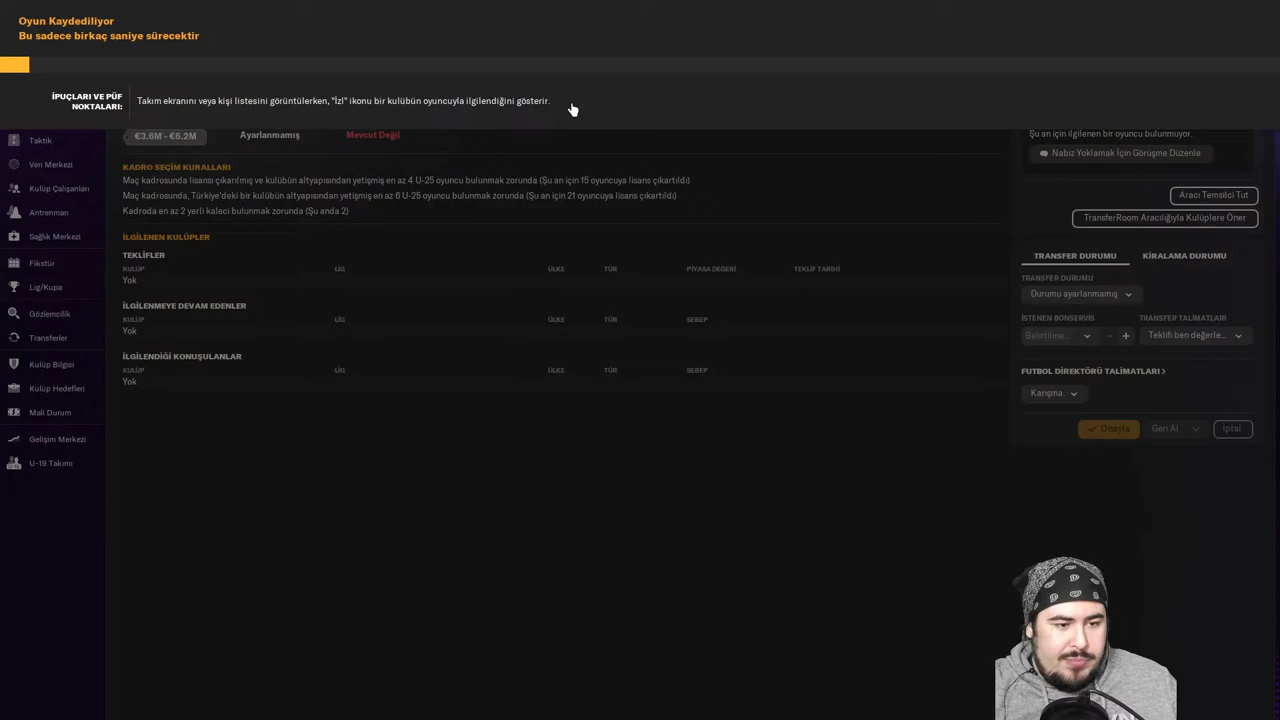 Oyun Kaydediliyor
Bu sadece birkaç saniye sürecektir
İPUÇLARI VE PÜF NOKTALARI:
Takım ekranını veya kişi listesini görüntülerken, "İzl" ikonu bir kulübün oyuncuyla ilgilendiğini gösterir.
Taktik
Veri Merkezi
Kulüp Çalışanları
Antrenman
Sağlık Merkezi
Fikstür
Lig/Kupa
Gözlemcilik
Transferler
Kulüp Bilgisi
Kulüp Hedefleri
Mali Durum
Gelişim Merkezi
U-19 Takımı
€3.6M - €6.2M Ayarlanmamış Mevcut Değil
KADRO SEÇİM KURALLARI
Maç kadrosunda lisansı çıkarılmış ve kulübün altyapısından yetişmiş en az 4 U-25 oyuncu bulunmak zorunda (Şu an için 15 oyuncuya lisans çıkartıldı)
Maç kadrosunda, Türkiye'deki bir kulübün altyapısından yetişmiş en az 6 U-25 oyuncu bulunmak zorunda (Şu an için 21 oyuncuya lisans çıkartıldı)
Kadroda en az 2 yerli kaleci bulunmak zorunda (Şu anda 2)
İLGİLENEN KULÜPLER
TEKLİFLER
KULÜP LİG ÜLKE TÜR PİYASA DEĞERİ TEKLİF TARİHİ
Yok
İLGİLENMEYE DEVAM EDENLER
KULÜP LİG ÜLKE TÜR SEBEP
Yok
İLGİLENDİĞİ KONUŞULANLAR
KULÜP LİG ÜLKE TÜR SEBEP
Yok
Şu an için ilgilenen bir oyuncu bulunmuyor.
Nabız Yoklamak İçin Görüşme Düzenle
Aracı Temsilci Tut
TransferRoom Aracılığıyla Kulüplere Öner
TRANSFER DURUMU KİRALAMA DURUMU
TRANSFER DURUMU
Durumu ayarlanmamış
İSTENEN BONSERVİS TRANSFER TALİMATLARI
Belirtilme... − + Teklifi ben değerle...
FUTBOL DİREKTÖRÜ TALİMATLARI >
Karışma
Onayla Geri Al İptal